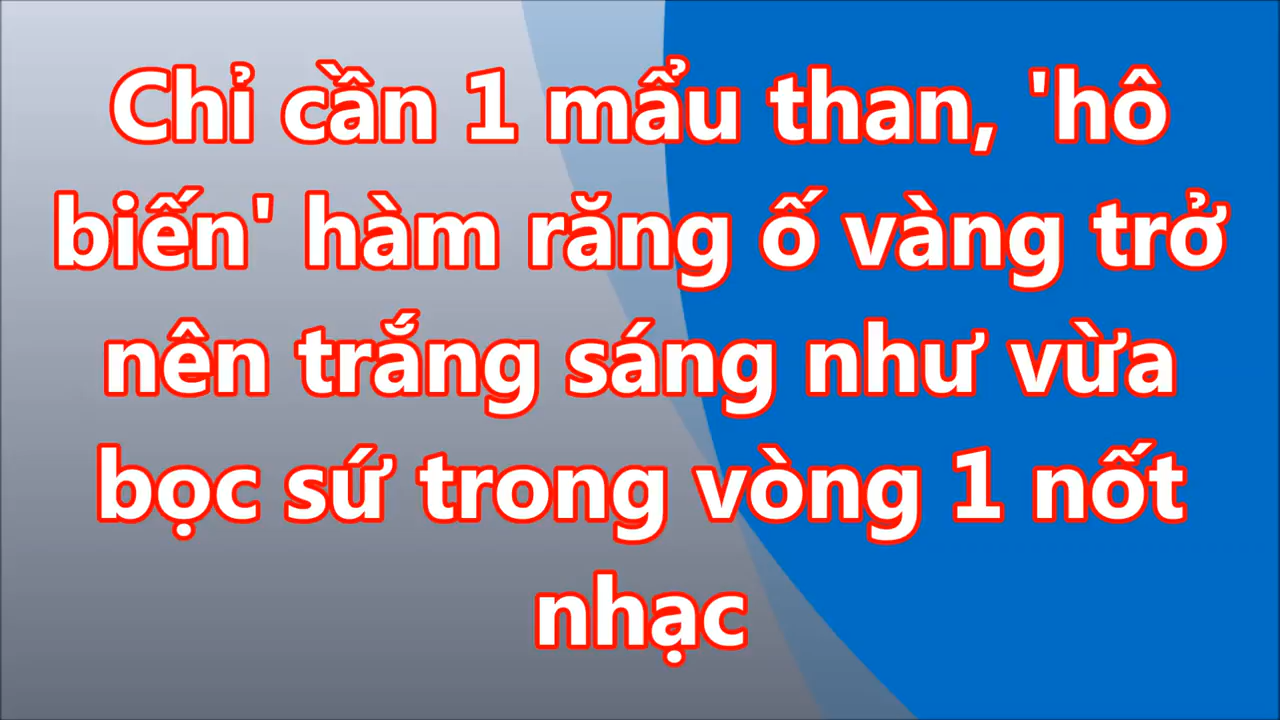 Chỉ cần 1 mẩu than, 'hô
biến' hàm răng ố vàng trở
nên trắng sáng như vừa
bọc sứ trong vòng 1 nốt
nhạc